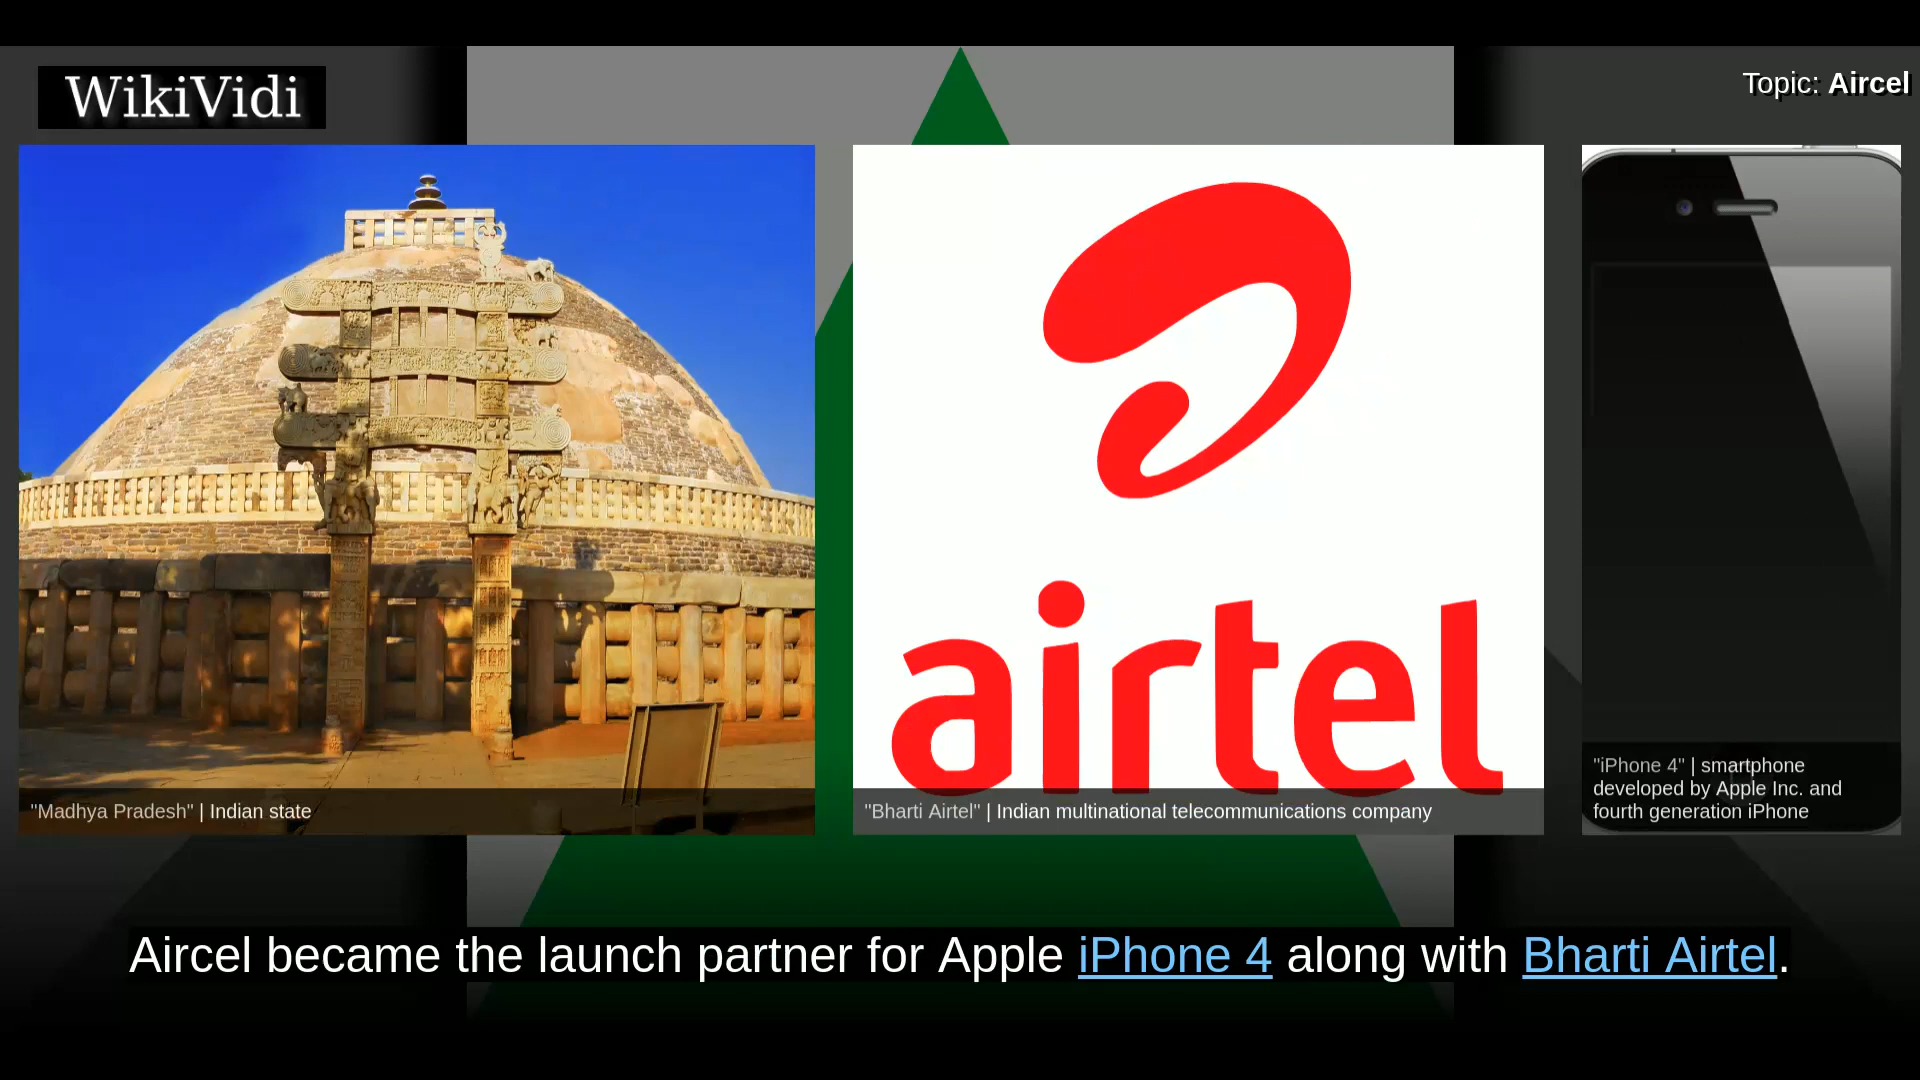 WikiVidi
Topic: Aircel
airtel
"Madhya Pradesh" | Indian state
"Bharti Airtel" | Indian multinational telecommunications company
"iPhone 4" | smartphone
developed by Apple Inc. and
fourth generation iPhone
Aircel became the launch partner for Apple iPhone 4 along with Bharti Airtel.